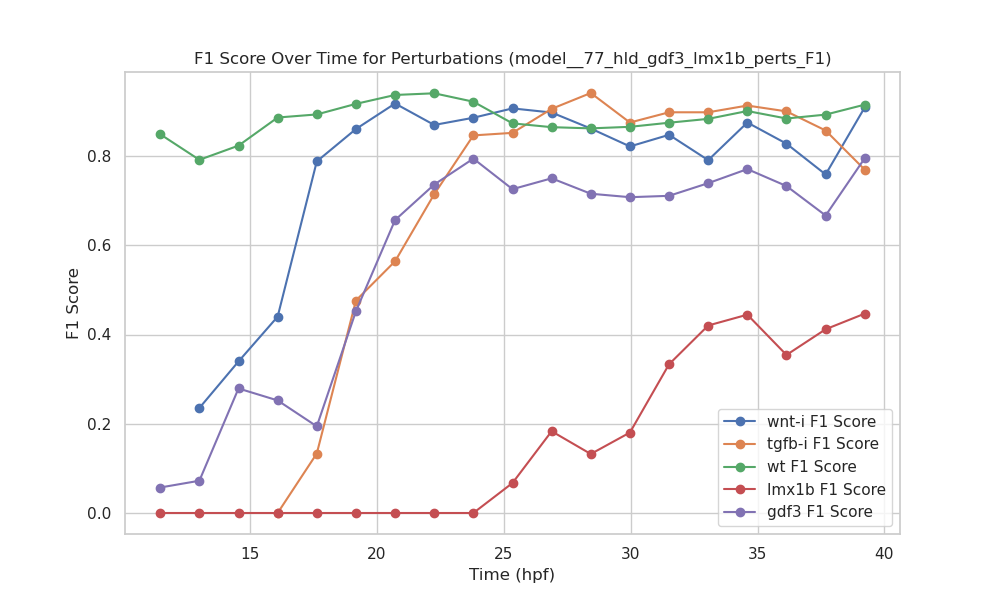 F1 Score Over Time for Perturbations (model__77_hld_gdf3_lmx1b_perts_F1)
F1 Score
0.8
0.6
0.4
0.2
0.0
wnt-i F1 Score
tgfb-i F1 Score
wt F1 Score
lmx1b F1 Score
gdf3 F1 Score
15
20
25
30
35
40
Time (hpf)